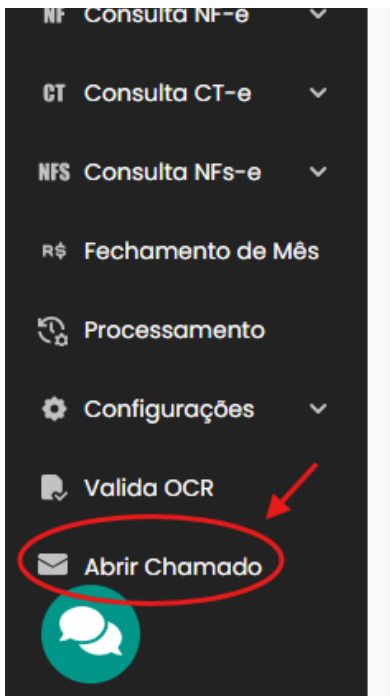 NF Consulta NF-e
CT Consulta CT-e
NFS Consulta NFs-e
R$ Fechamento de Mês
Processamento
Configurações
Valida OCR
Abrir Chamado